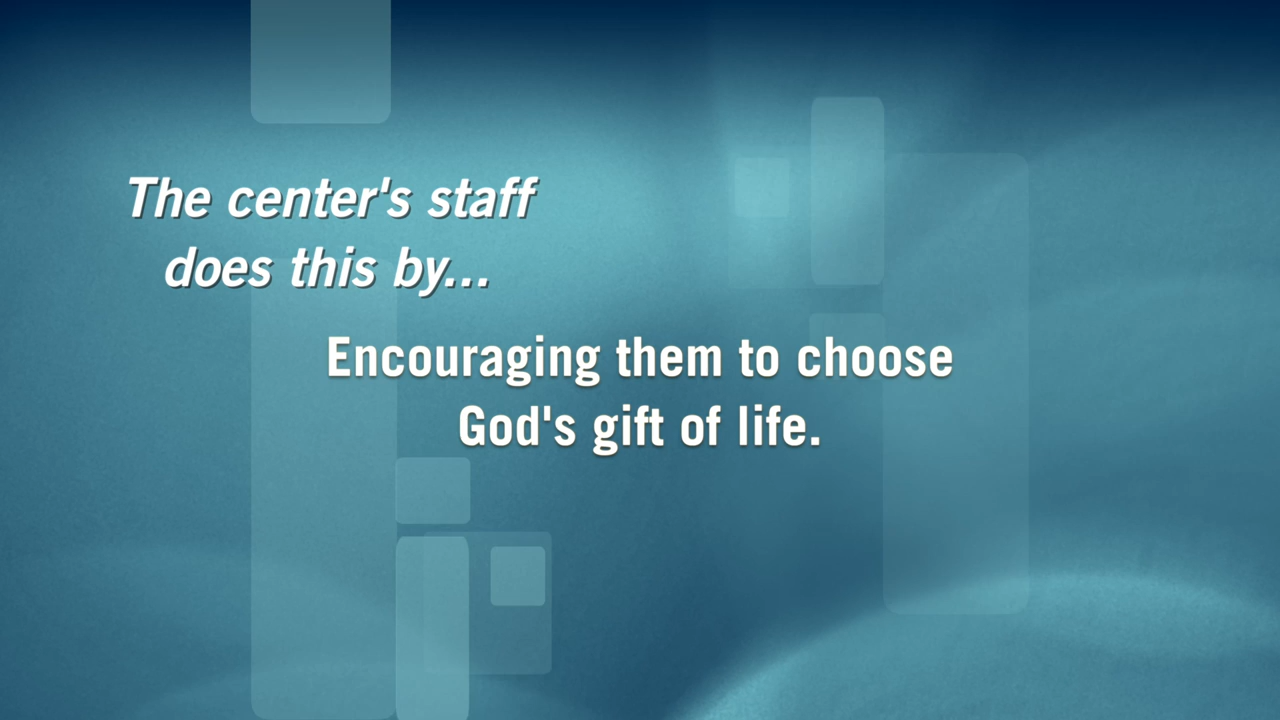 The center's staff
does this by...
Encouraging them to choose
God's gift of life.